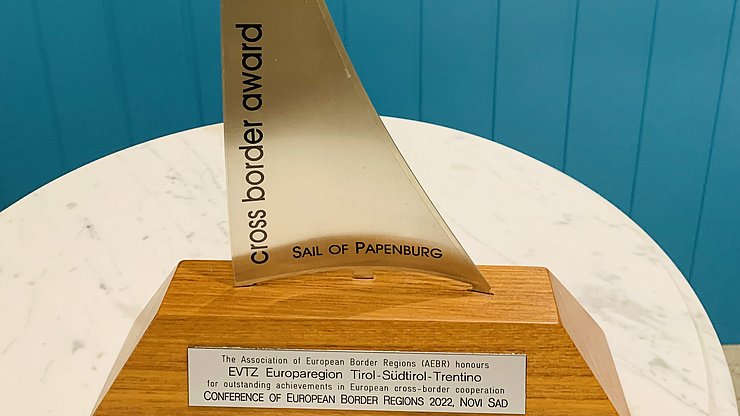 cross border award
SAIL OF PAPENBURG
The Association of European Border Regions (AEBR) honours
EVTZ Europaregion Tirol-Südtirol-Trentino
for outstanding achievements in European cross-border cooperation
CONFERENCE OF EUROPEAN BORDER REGIONS 2022, NOVI SAD